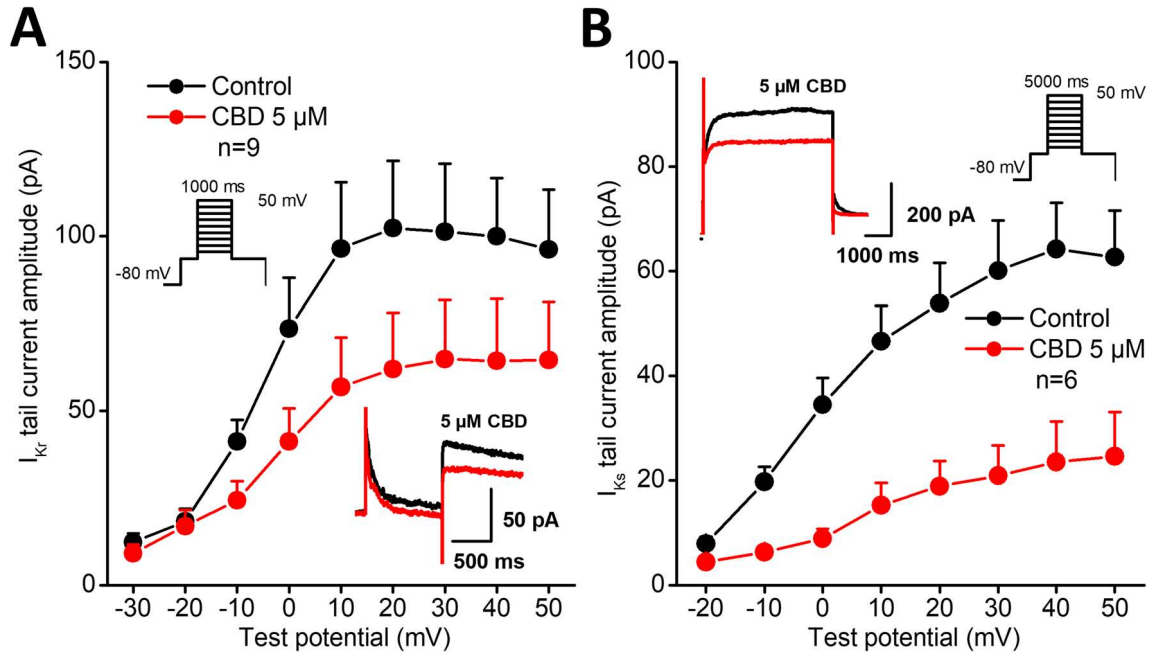 A
150
100
50
0
I_Kr tail current amplitude (pA)
Control
CBD 5 µM
n=9
1000 ms
50 mV
-80 mV
5 µM CBD
50 pA
500 ms
-30 -20 -10 0 10 20 30 40 50
Test potential (mV)
B
100
80
60
40
20
0
I_Ks tail current amplitude (pA)
5 µM CBD
5000 ms
50 mV
-80 mV
200 pA
1000 ms
Control
CBD 5 µM
n=6
-20 -10 0 10 20 30 40 50
Test potential (mV)